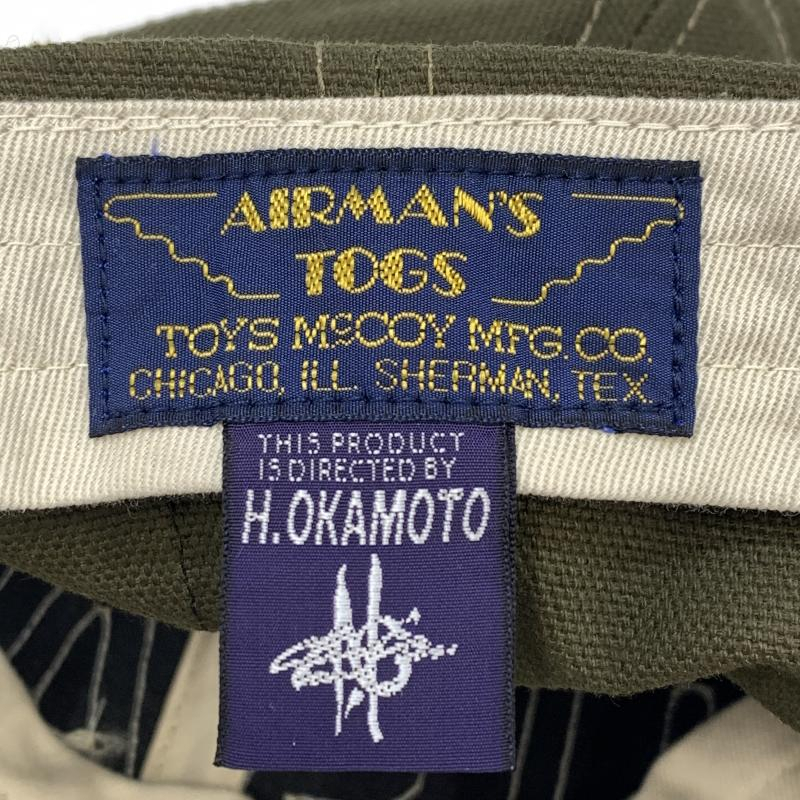 AIRMAN'S
TOGS
TOYS McCOY MFG. CO.
CHICAGO, ILL. SHERMAN, TEX.
THIS PRODUCT
IS DIRECTED BY
H.OKAMOTO